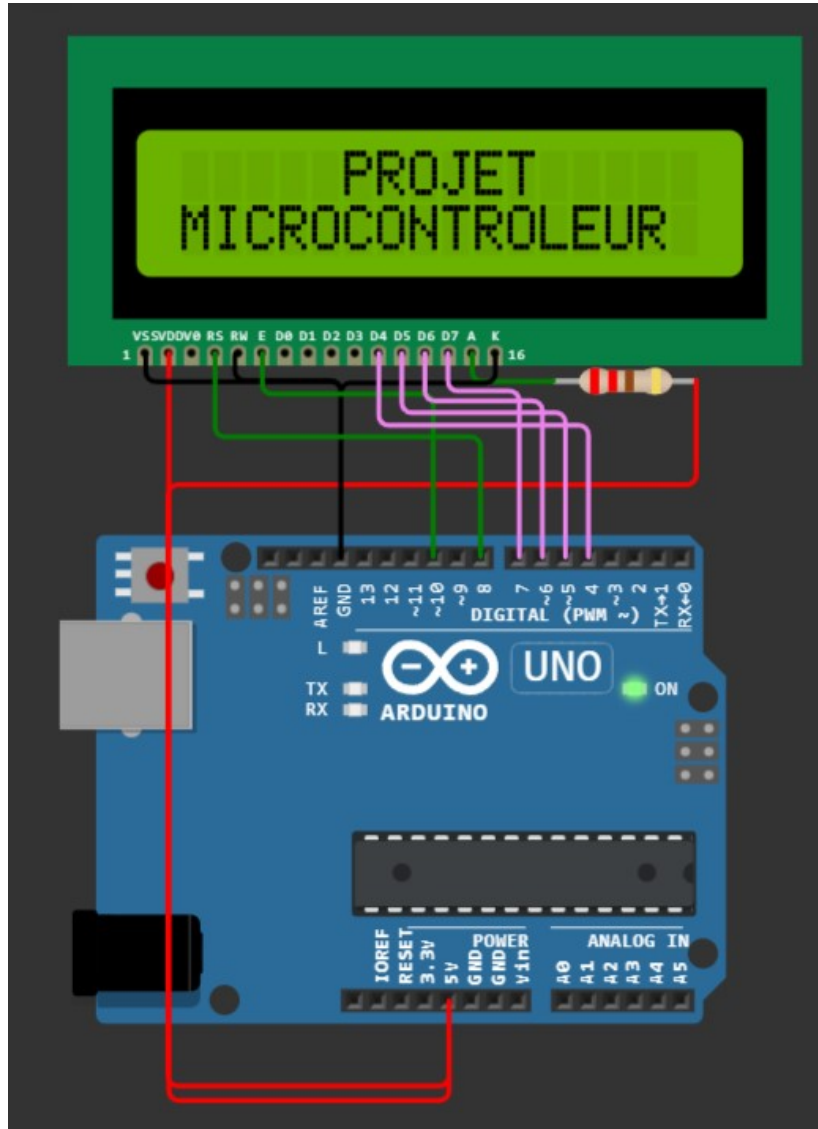 PROJET
MICROCONTROLEUR
VSS VDD V0 RS RW E D0 D1 D2 D3 D4 D5 D6 D7 A K
1 16
AREF GND 13 12 ~11 ~10 ~9 8 7 ~6 ~5 4 ~3 2 TX→1 RX←0
DIGITAL (PWM ~)
L
UNO
TX ON
RX ARDUINO
POWER ANALOG IN
IOREF RESET 3.3V 5V GND GND Vin A0 A1 A2 A3 A4 A5